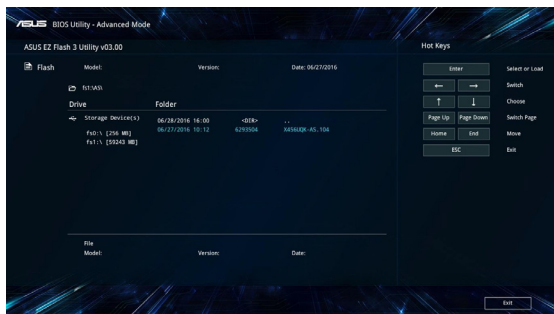 ASUS BIOS Utility - Advanced Mode
ASUS EZ Flash 3 Utility v03.00
Hot Keys
Flash
Model: Version: Date: 06/27/2016
fs1:\AS\
Drive Folder
Storage Device(s)
fs0:\ [256 MB]
fs1:\ [59243 MB]
06/28/2016 16:00 <DIR> ..
06/27/2016 10:12 6293504 X456UQK-AS.104
Enter Select or Load
← → Switch
↑ ↓ Choose
Page Up Page Down Switch Page
Home End Move
ESC Exit
File
Model: Version: Date:
Exit